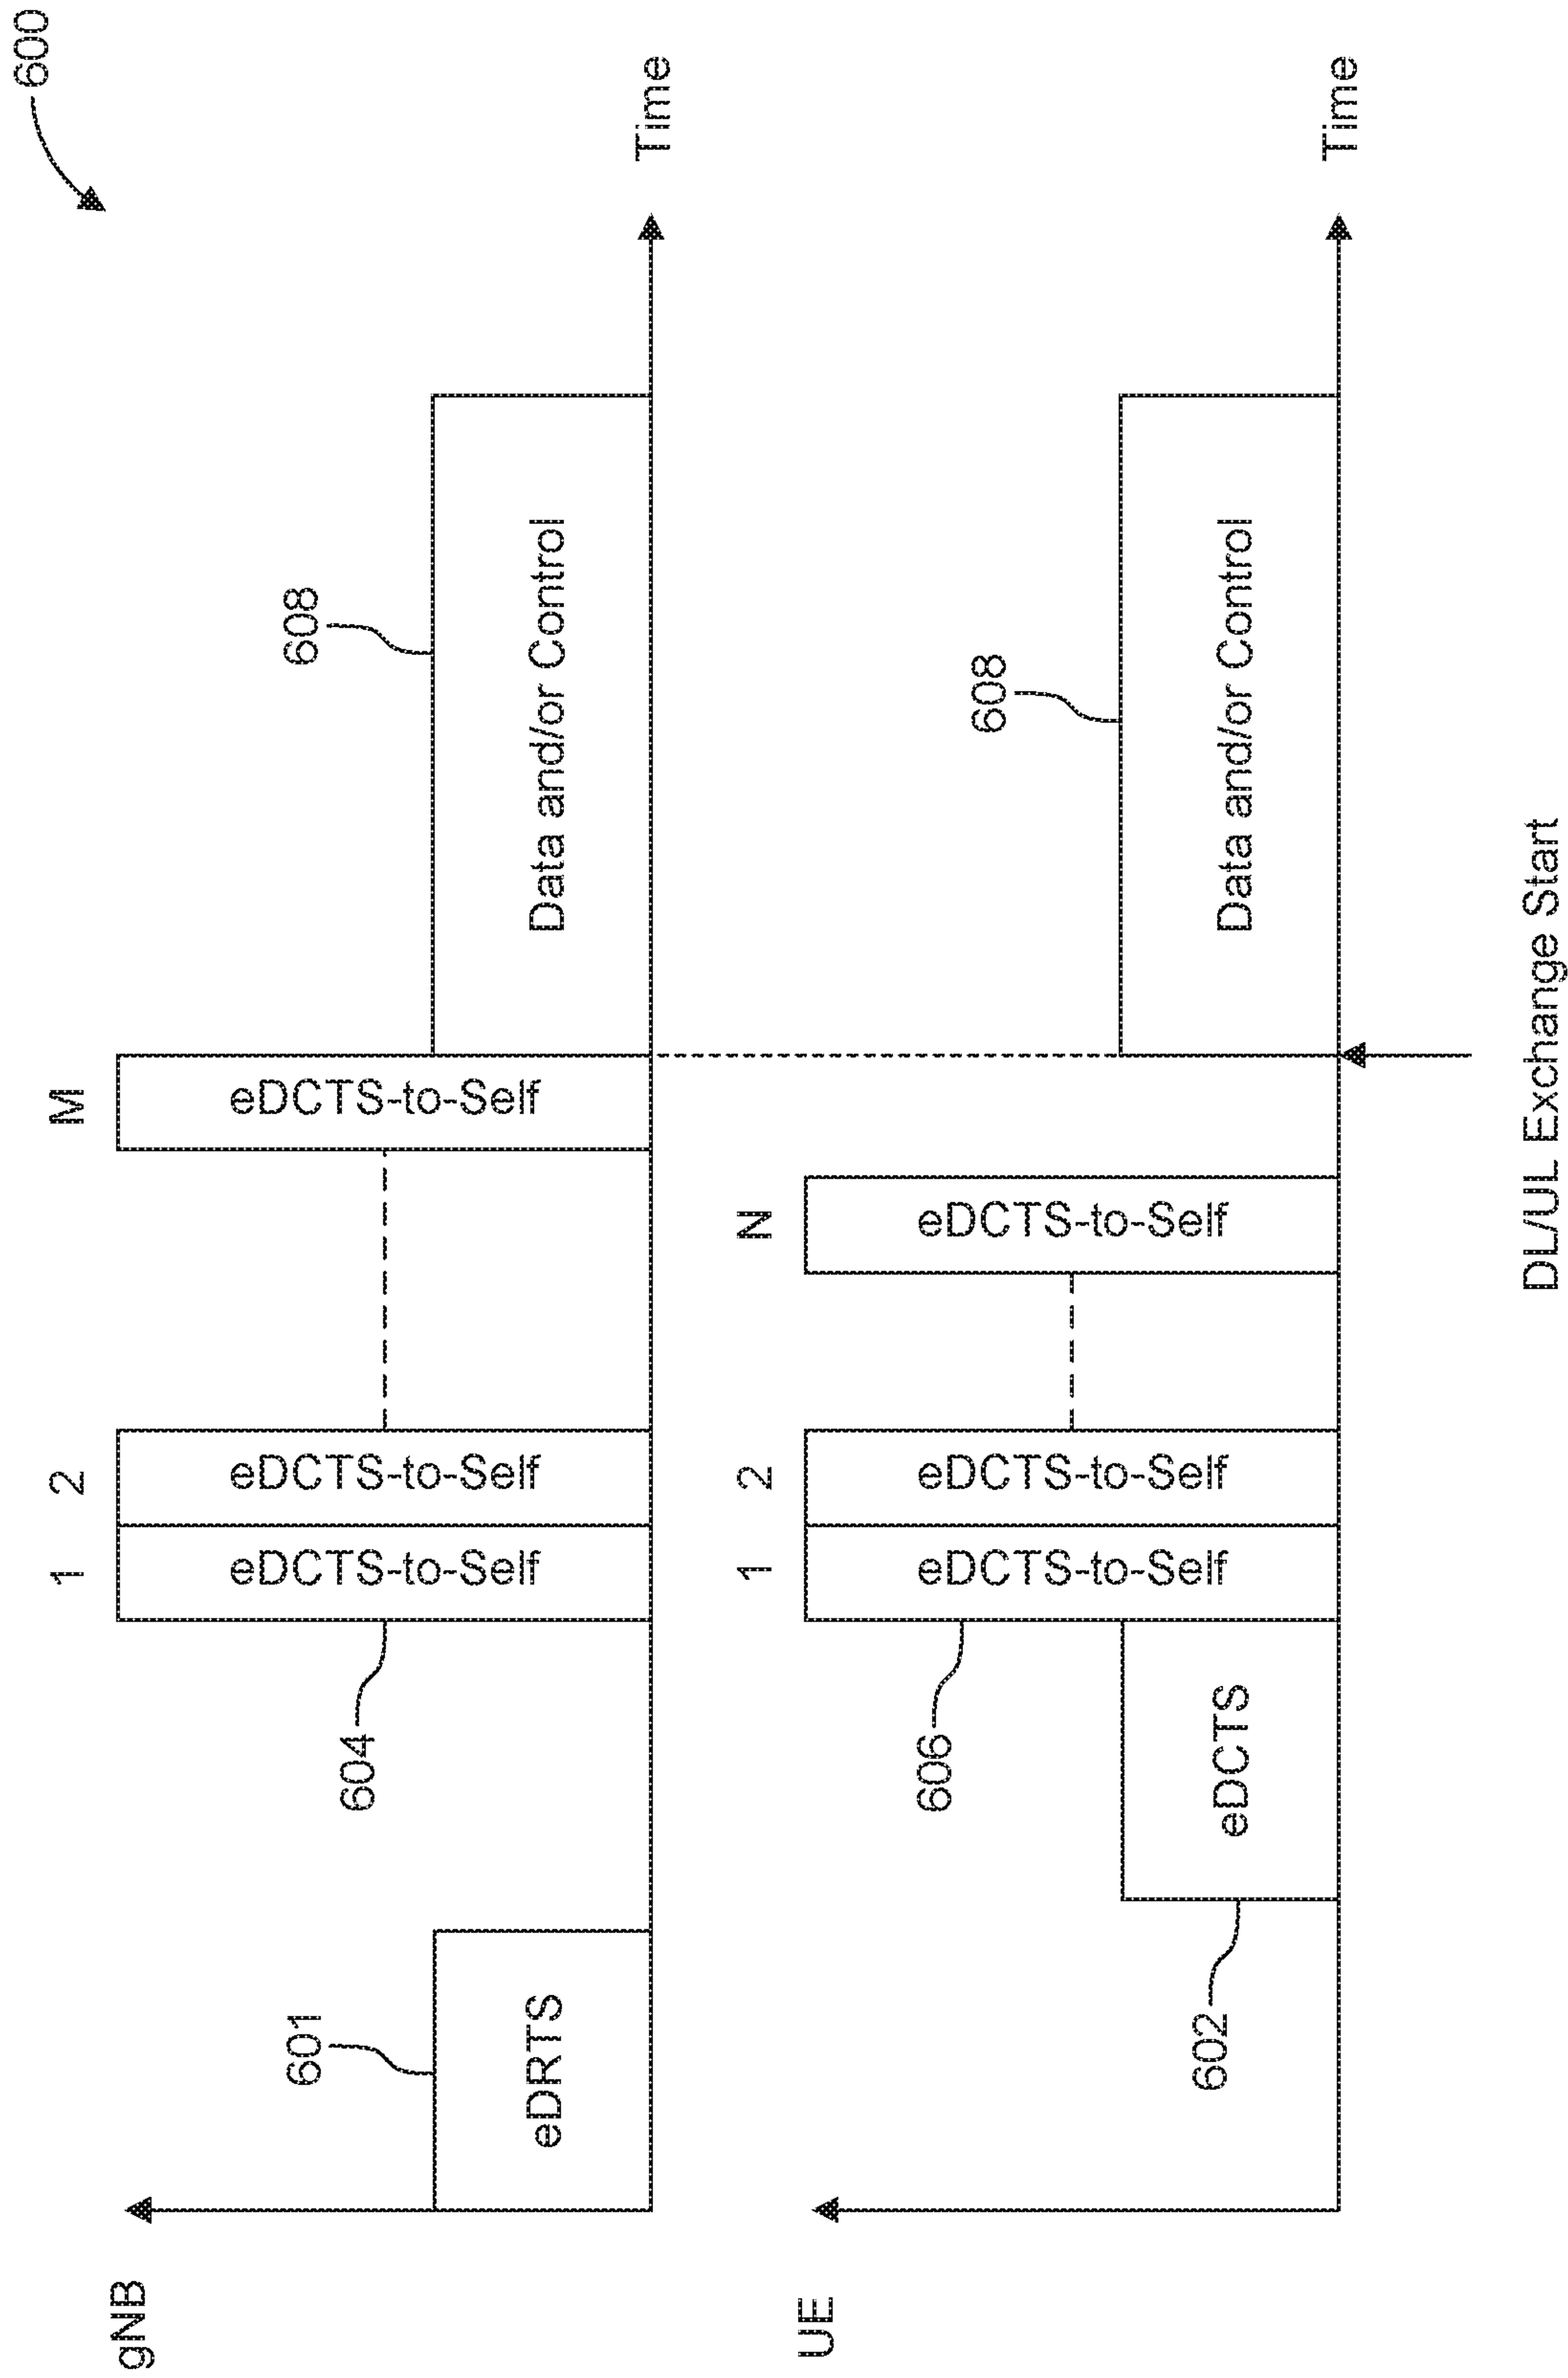 600
gNB
601
eDRTS
604
1
2
M
eDCTS-to-Self
eDCTS-to-Self
eDCTS-to-Self
608
Data and/or Control
Time
UE
602
eDCTS
606
1
2
N
eDCTS-to-Self
eDCTS-to-Self
eDCTS-to-Self
608
Data and/or Control
Time
DL/UL Exchange Start